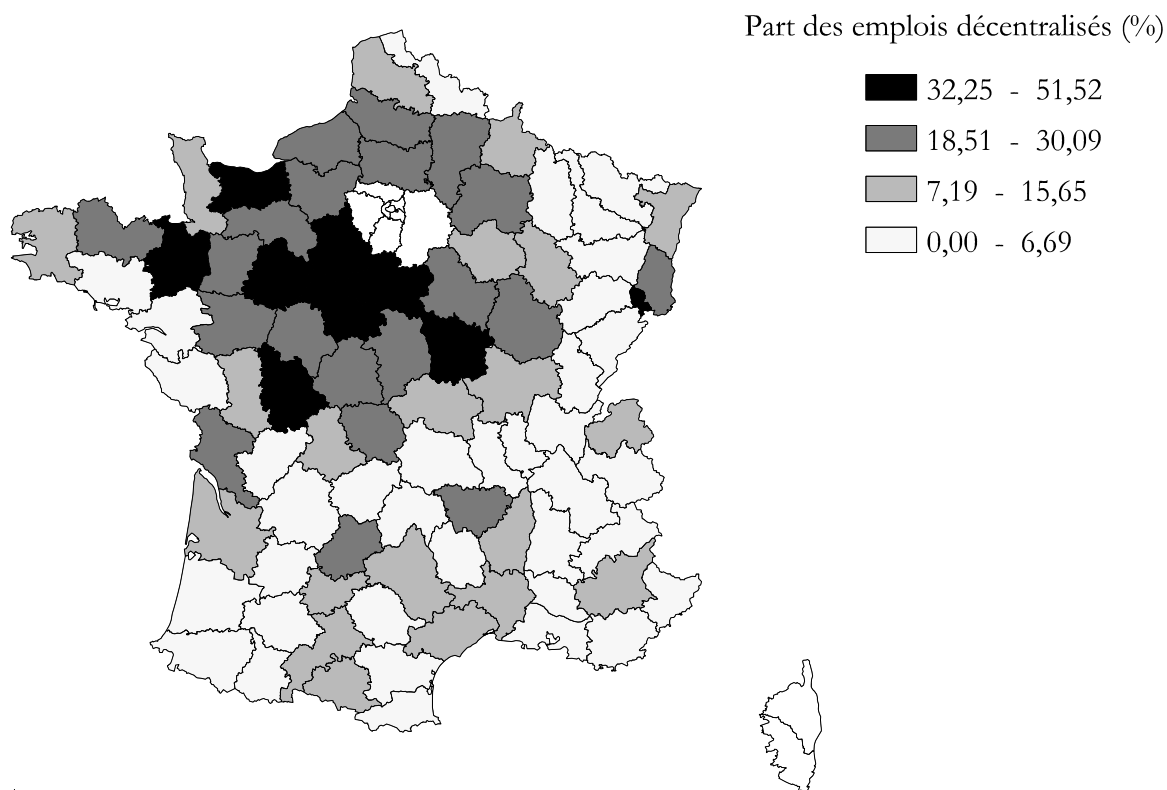 Part des emplois décentralisés (%)
32,25 - 51,52
18,51 - 30,09
7,19 - 15,65
0,00 - 6,69